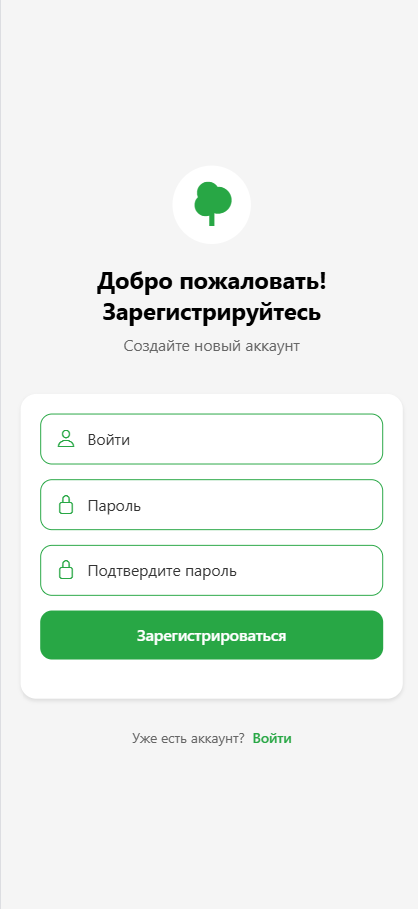 Добро пожаловать!
Зарегистрируйтесь
Создайте новый аккаунт
Войти
Пароль
Подтвердите пароль
Зарегистрироваться
Уже есть аккаунт? Войти